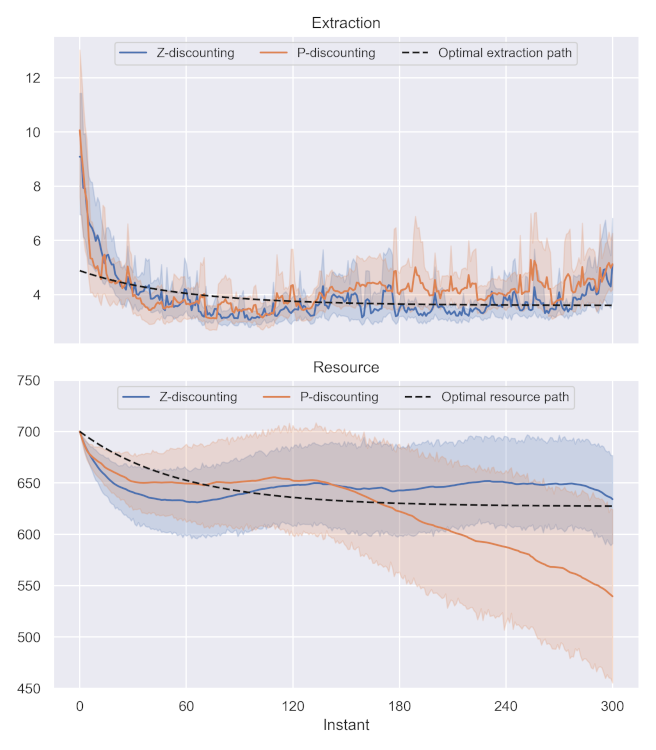 Extraction
Z-discounting P-discounting Optimal extraction path
12
10
8
6
4
Resource
750
Z-discounting P-discounting Optimal resource path
700
650
600
550
500
450
0 60 120 180 240 300
Instant